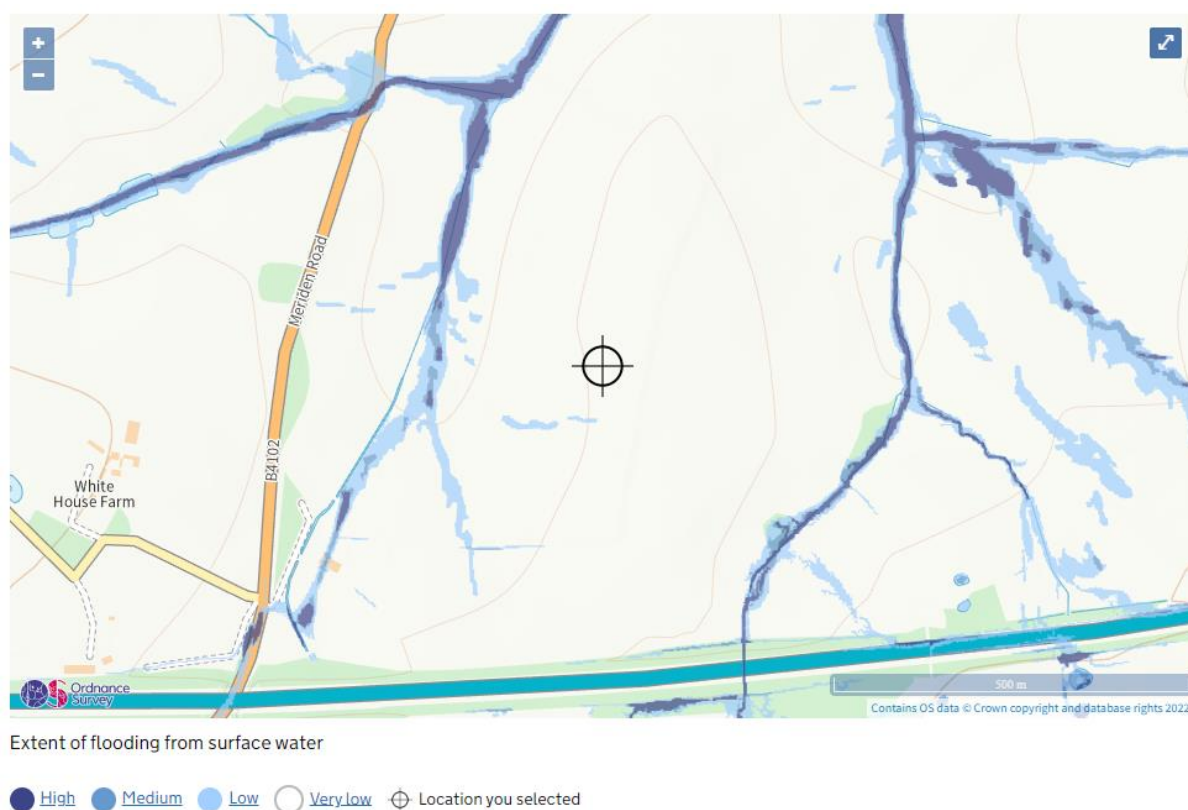 +
−
Meriden Road
B4102
White
House Farm
Ordnance
Survey
500 m
Contains OS data © Crown copyright and database rights 2022
Extent of flooding from surface water
High Medium Low Very low Location you selected